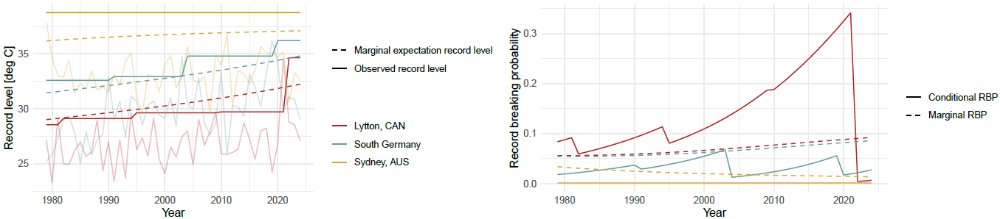 Record level [deg C]
35
30
25
1980
1990
2000
2010
2020
Year
Marginal expectation record level
Observed record level
Lytton, CAN
South Germany
Sydney, AUS
Record breaking probability
0.3
0.2
0.1
0.0
1980
1990
2000
2010
2020
Year
Conditional RBP
Marginal RBP